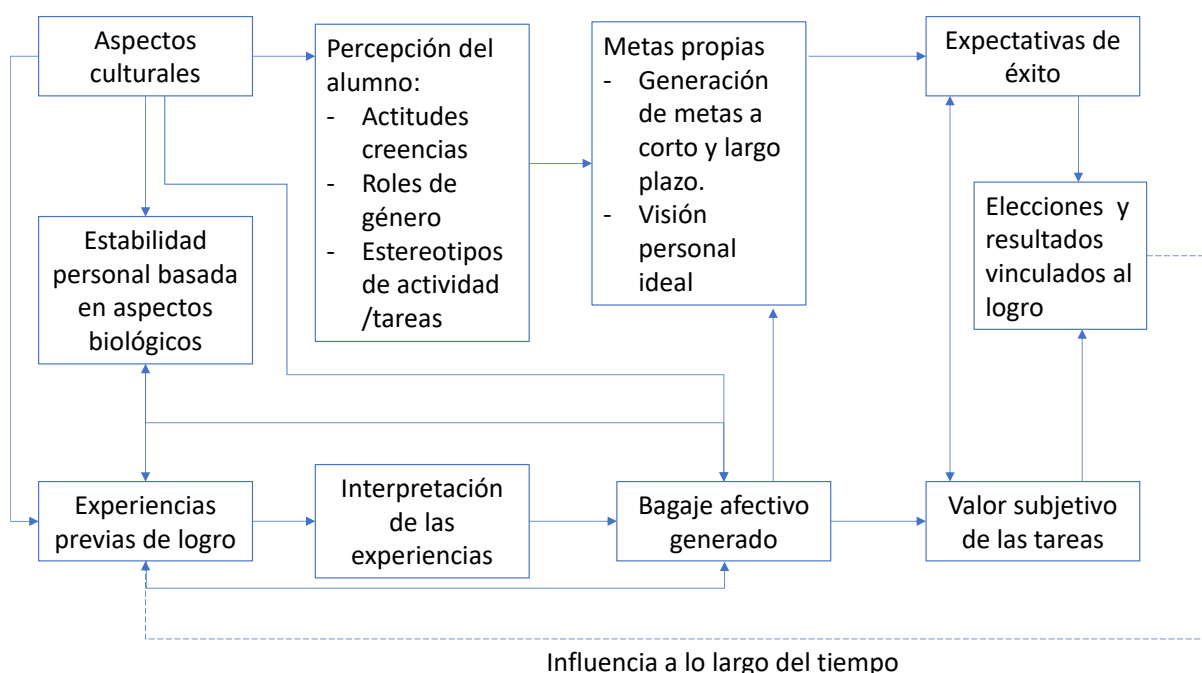 Aspectos
culturales
Percepción del
alumno:
- Actitudes
creencias
- Roles de
género
- Estereotipos
de actividad
/tareas
Metas propias
- Generación
de metas a
corto y largo
plazo.
- Visión
personal
ideal
Expectativas de
éxito
Estabilidad
personal basada
en aspectos
biológicos
Elecciones y
resultados
vinculados al
logro
Experiencias
previas de logro
Interpretación
de las
experiencias
Bagaje afectivo
generado
Valor subjetivo
de las tareas
Influencia a lo largo del tiempo